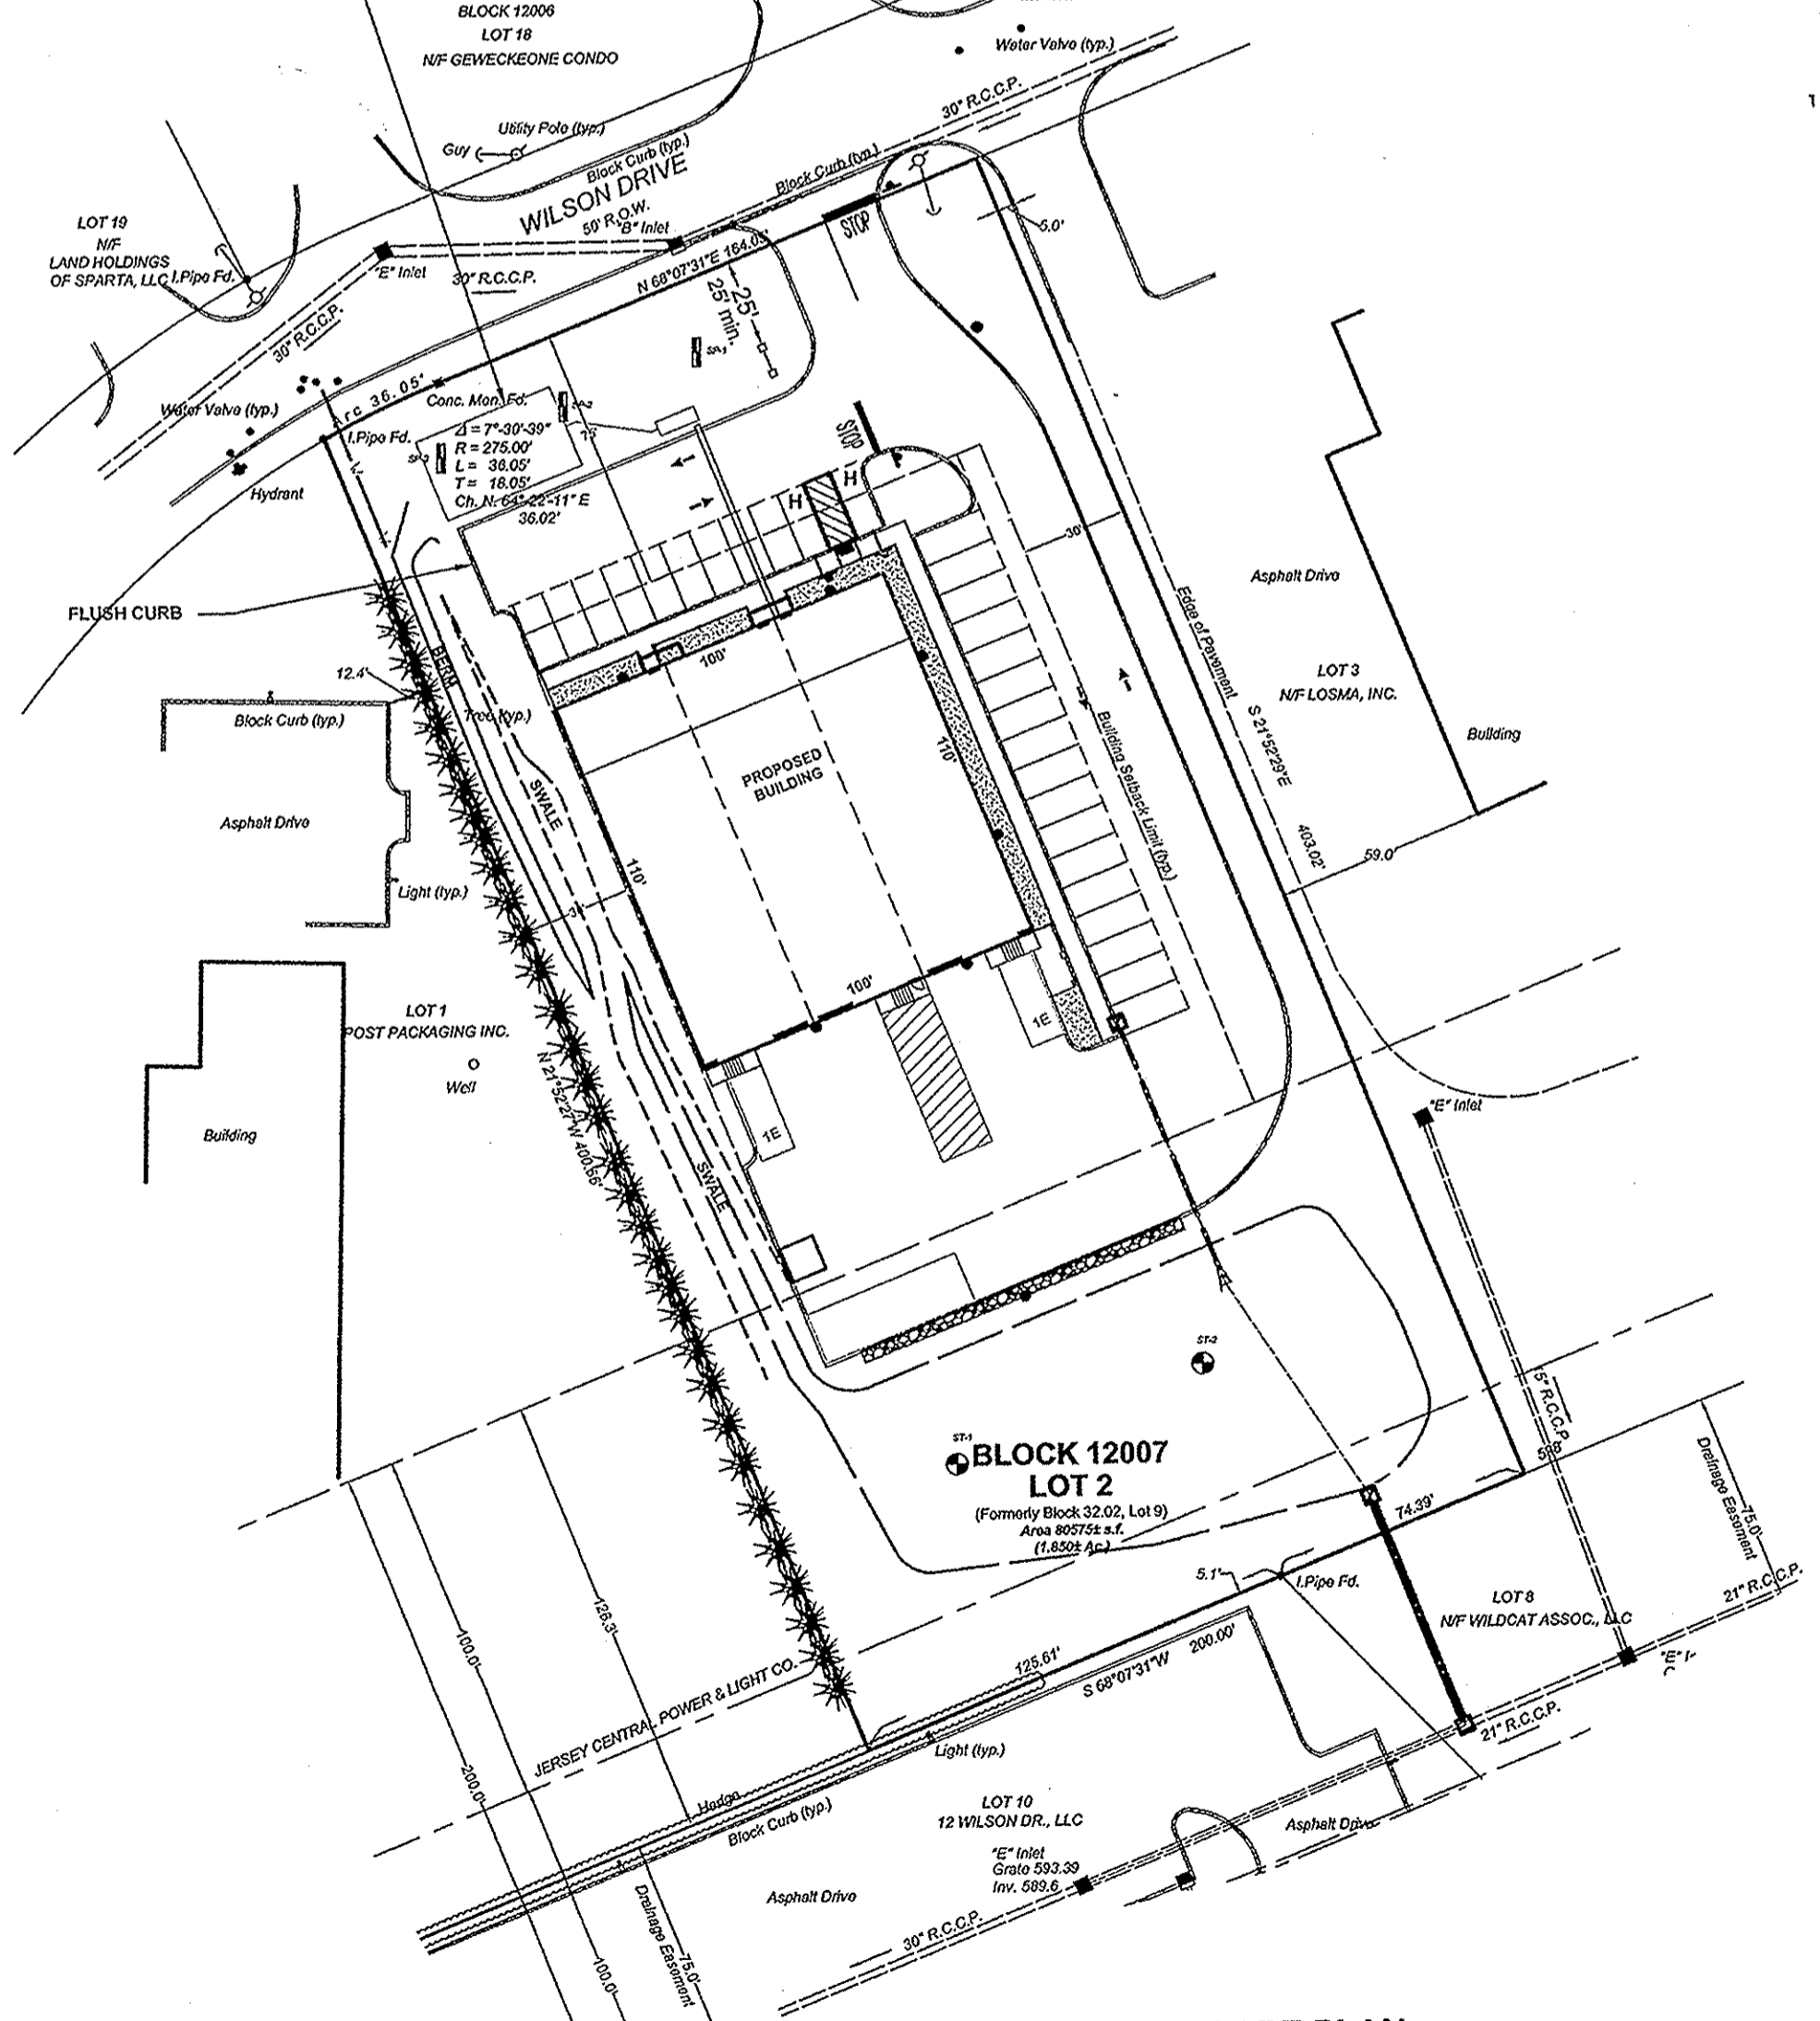 BLOCK 12006
LOT 18
N/F GEWECKEONE CONDO
Water Valve (typ.)
30" R.C.C.P.
Utility Pole (typ.)
Guy
Block Curb (typ.)
WILSON DRIVE
50' R.O.W.
Block Curb (typ.)
"B" Inlet
LOT 19
N/F
LAND HOLDINGS
OF SPARTA, LLC
I.Pipe Fd.
"E" Inlet
30" R.C.C.P.
30" R.C.C.P.
N 68°07'31"E 164.03'
STOP
5.0'
25'
25' min.
SP-1
Arc 36.05'
Water Valve (typ.)
Conc. Mon. Fd.
SP-2
I.Pipe Fd.
Δ = 7°-30'-39"
R = 275.00'
L = 36.05'
T = 18.05'
Ch. N. 64°-22'-11" E
36.02'
75'
STOP
Hydrant
H
H
30'
FLUSH CURB
Asphalt Drive
Edge of Pavement
BERM
12.4'
100'
LOT 3
N/F LOSMA, INC.
Block Curb (typ.)
Tree (typ.)
S 21°52'29"E
403.02'
Building
PROPOSED
BUILDING
110'
Building Setback Limit (typ.)
SWALE
Asphalt Drive
110'
59.0'
Light (typ.)
100'
LOT 1
POST PACKAGING INC.
1E
Well
N 21°52'27"W 400.66'
"E" Inlet
Building
1E
SWALE
ST-2
15" R.C.C.P.
ST-1
BLOCK 12007
LOT 2
(Formerly Block 32.02, Lot 9)
Area 80575± s.f.
(1.850± Ac.)
74.39'
Drainage Easement
75.0'
5.1'
I.Pipe Fd.
LOT 8
N/F WILDCAT ASSOC., LLC
21" R.C.C.P.
126.3'
100.0'
200.0'
125.61'
200.00'
S 68°07'31"W
JERSEY CENTRAL POWER & LIGHT CO.
21" R.C.C.P.
Light (typ.)
Hedge
Block Curb (typ.)
LOT 10
12 WILSON DR., LLC
Asphalt Drive
"E" Inlet
Grate 593.39
Inv. 589.6
Asphalt Drive
Drainage Easement
75.0'
100.0'
30" R.C.C.P.